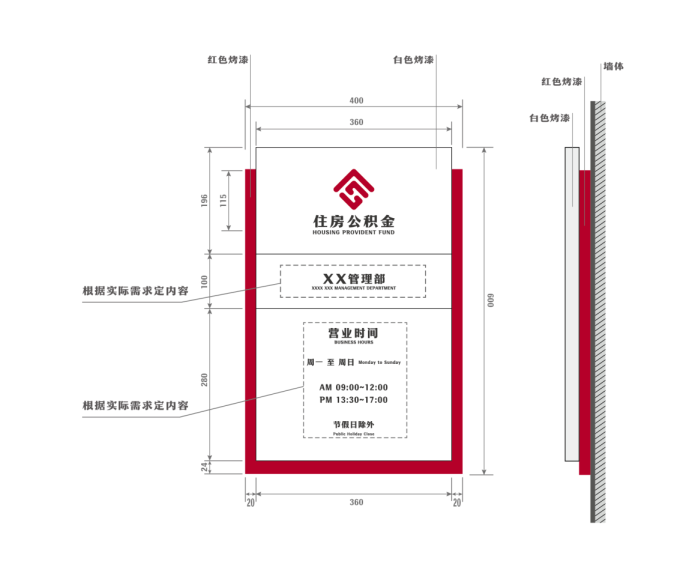 红色烤漆
白色烤漆
墙体
红色烤漆
白色烤漆
400
360
196
115
住房公积金
HOUSING PROVIDENT FUND
100
XX管理部
XXXX XXX MANAGEMENT DEPARTMENT
根据实际需求定内容
600
营业时间
BUSINESS HOURS
周一 至 周日 Monday to Sunday
280
AM 09:00~12:00
PM 13:30~17:00
根据实际需求定内容
节假日除外
Public Holiday Close
24
20
360
20